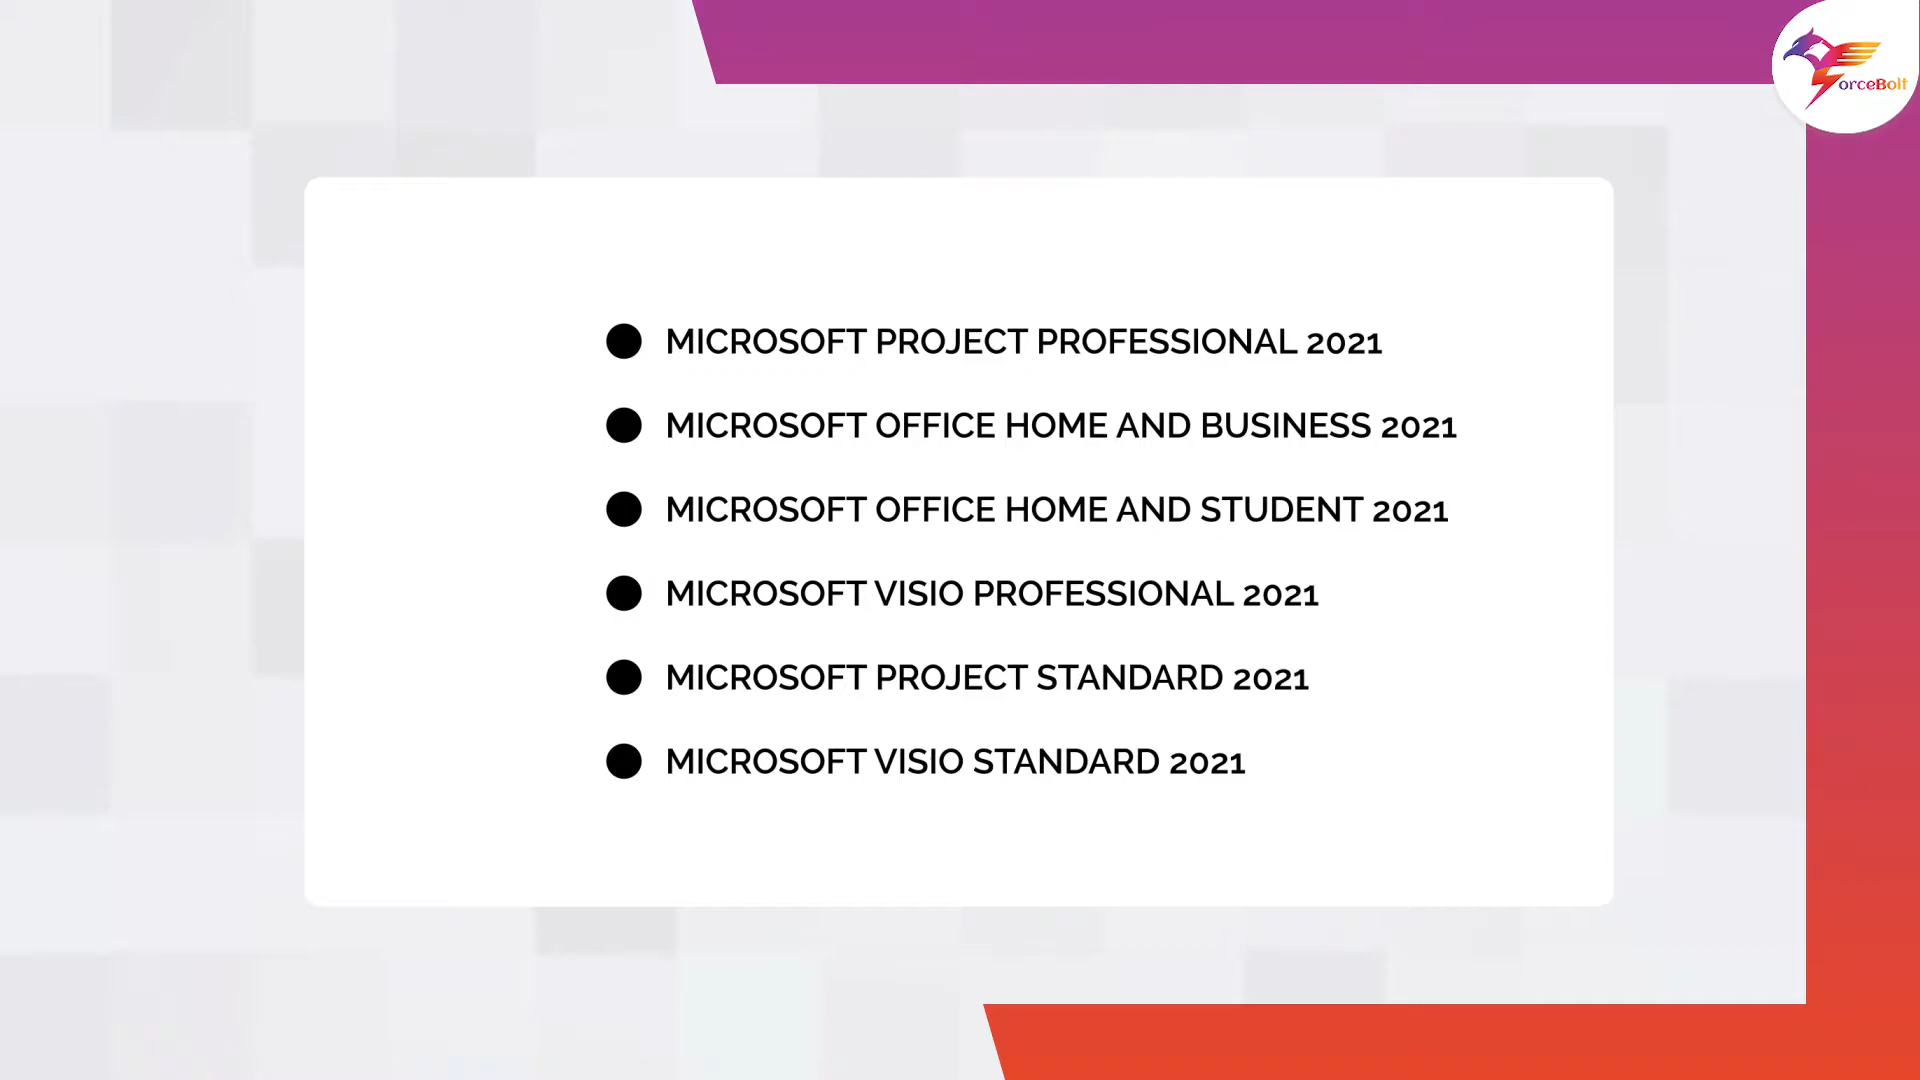 orceBolt
MICROSOFT PROJECT PROFESSIONAL 2021
MICROSOFT OFFICE HOME AND BUSINESS 2021
MICROSOFT OFFICE HOME AND STUDENT 2021
MICROSOFT VISIO PROFESSIONAL 2021
MICROSOFT PROJECT STANDARD 2021
MICROSOFT VISIO STANDARD 2021